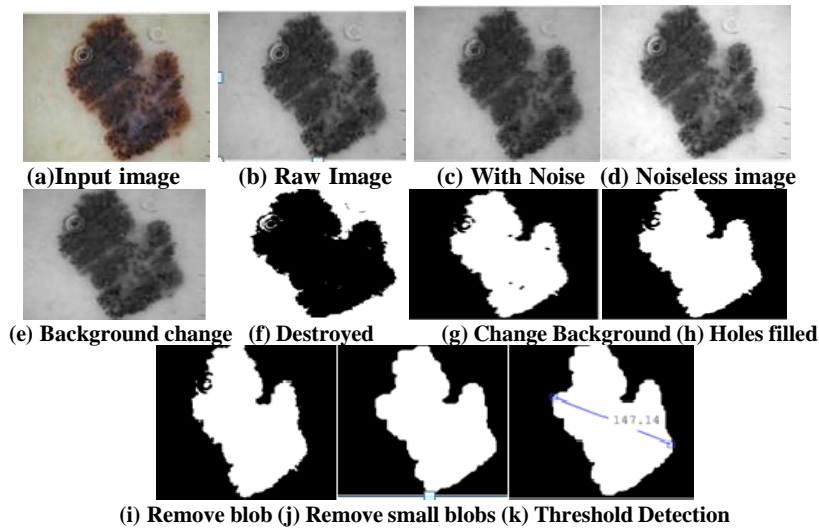 (a)Input image (b) Raw Image (c) With Noise (d) Noiseless image
(e) Background change (f) Destroyed (g) Change Background (h) Holes filled
147.14
(i) Remove blob (j) Remove small blobs (k) Threshold Detection